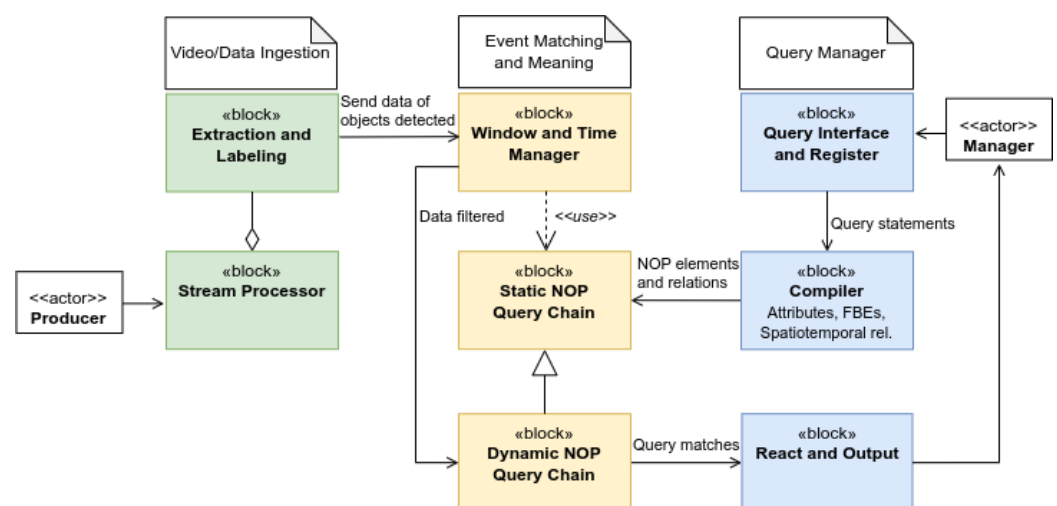 Video/Data Ingestion
Event Matching
and Meaning
Query Manager
«block»
Extraction and
Labeling
Send data of
objects detected
«block»
Window and Time
Manager
«block»
Query Interface
and Register
<<actor>>
Manager
Data filtered
<<use>>
Query statements
<<actor>>
Producer
«block»
Stream Processor
«block»
Static NOP
Query Chain
NOP elements
and relations
«block»
Compiler
Attributes, FBEs,
Spatiotemporal rel.
«block»
Dynamic NOP
Query Chain
Query matches
«block»
React and Output